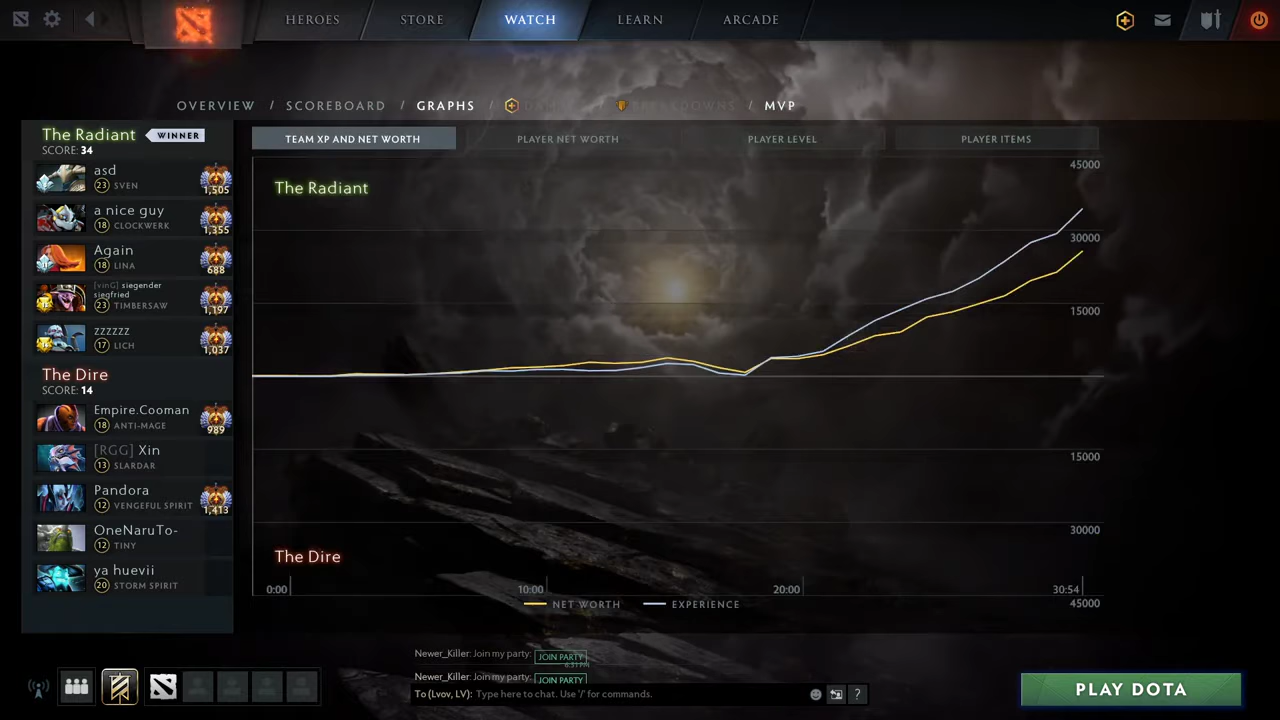 HEROES
STORE
WATCH
LEARN
ARCADE
OVERVIEW / SCOREBOARD / GRAPHS / / BREAKDOWNS / MVP
The Radiant WINNER
SCORE: 34
asd
23 SVEN
1,505
a nice guy
18 CLOCKWERK
1,355
Again
18 LINA
688
[vinG] siegender
siegfried
23 TIMBERSAW
1,197
zzzzzz
17 LICH
1,037
The Dire
SCORE: 14
Empire.Cooman
18 ANTI-MAGE
989
[RGG] Xin
13 SLARDAR
Pandora
12 VENGEFUL SPIRIT
1,413
OneNaruTo-
12 TINY
ya huevii
20 STORM SPIRIT
TEAM XP AND NET WORTH
PLAYER NET WORTH
PLAYER LEVEL
PLAYER ITEMS
The Radiant
45000
30000
15000
15000
30000
45000
The Dire
0:00
10:00
20:00
30:54
NET WORTH
EXPERIENCE
Newer_Killer: Join my party: JOIN PARTY
6:31 PM
Newer_Killer: Join my party: JOIN PARTY
To (Lvov, LV): Type here to chat. Use '/' for commands.
?
PLAY DOTA